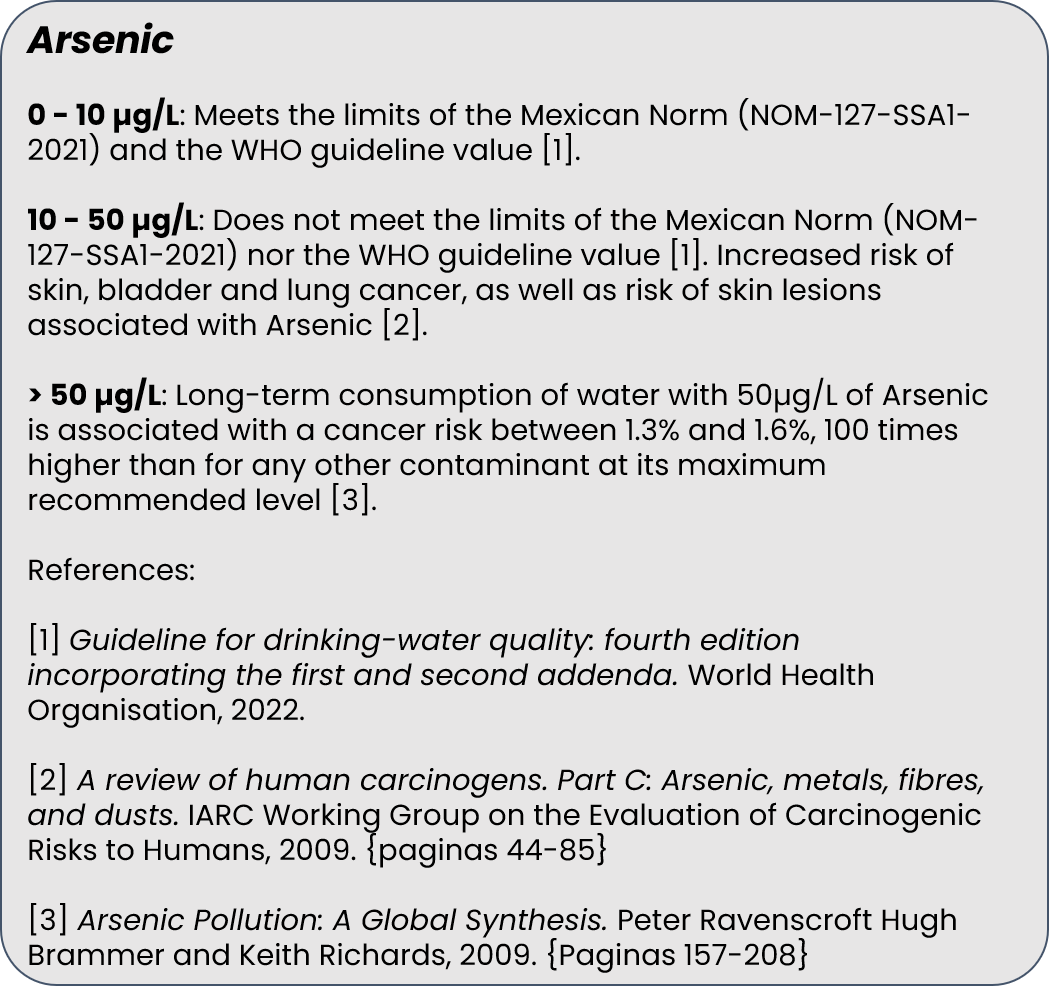 Arsenic
0 - 10 µg/L: Meets the limits of the Mexican Norm (NOM-127-SSA1-
2021) and the WHO guideline value [1].
10 - 50 µg/L: Does not meet the limits of the Mexican Norm (NOM-
127-SSA1-2021) nor the WHO guideline value [1]. Increased risk of
skin, bladder and lung cancer, as well as risk of skin lesions
associated with Arsenic [2].
> 50 µg/L: Long-term consumption of water with 50µg/L of Arsenic
is associated with a cancer risk between 1.3% and 1.6%, 100 times
higher than for any other contaminant at its maximum
recommended level [3].
References:
[1] Guideline for drinking-water quality: fourth edition
incorporating the first and second addenda. World Health
Organisation, 2022.
[2] A review of human carcinogens. Part C: Arsenic, metals, fibres,
and dusts. IARC Working Group on the Evaluation of Carcinogenic
Risks to Humans, 2009. {paginas 44-85}
[3] Arsenic Pollution: A Global Synthesis. Peter Ravenscroft Hugh
Brammer and Keith Richards, 2009. {Paginas 157-208}